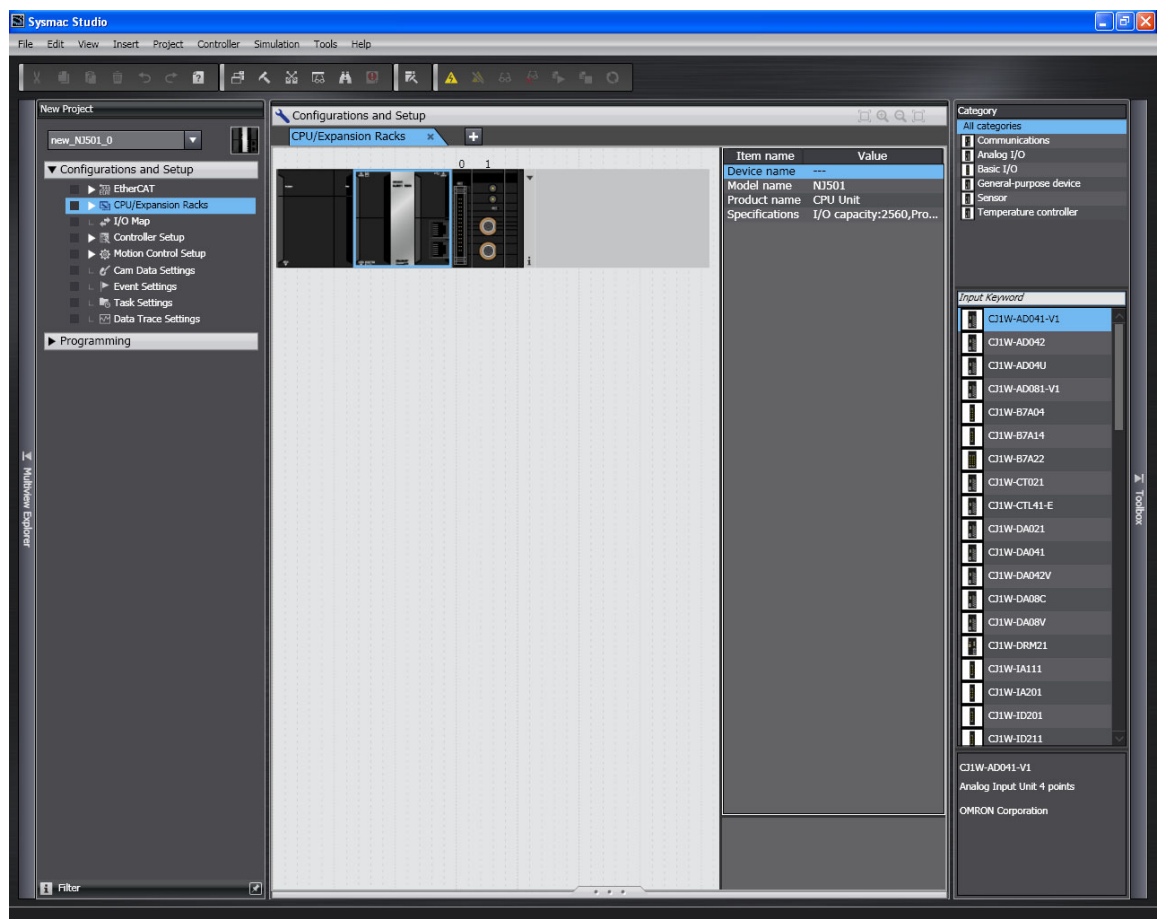 Sysmac Studio
File Edit View Insert Project Controller Simulation Tools Help
New Project
new_NJ501_0
Configurations and Setup
EtherCAT
CPU/Expansion Racks
I/O Map
Controller Setup
Motion Control Setup
Cam Data Settings
Event Settings
Task Settings
Data Trace Settings
Programming
Filter
Multiview Explorer
Configurations and Setup
CPU/Expansion Racks
0 1
Item name Value
Device name ---
Model name NJ501
Product name CPU Unit
Specifications I/O capacity:2560,Pro...
Category
All categories
Communications
Analog I/O
Basic I/O
General-purpose device
Sensor
Temperature controller
Input Keyword
CJ1W-AD041-V1
CJ1W-AD042
CJ1W-AD04U
CJ1W-AD081-V1
CJ1W-B7A04
CJ1W-B7A14
CJ1W-B7A22
CJ1W-CT021
CJ1W-CTL41-E
CJ1W-DA021
CJ1W-DA041
CJ1W-DA042V
CJ1W-DA08C
CJ1W-DA08V
CJ1W-DRM21
CJ1W-IA111
CJ1W-IA201
CJ1W-ID201
CJ1W-ID211
CJ1W-AD041-V1
Analog Input Unit 4 points
OMRON Corporation
Toolbox